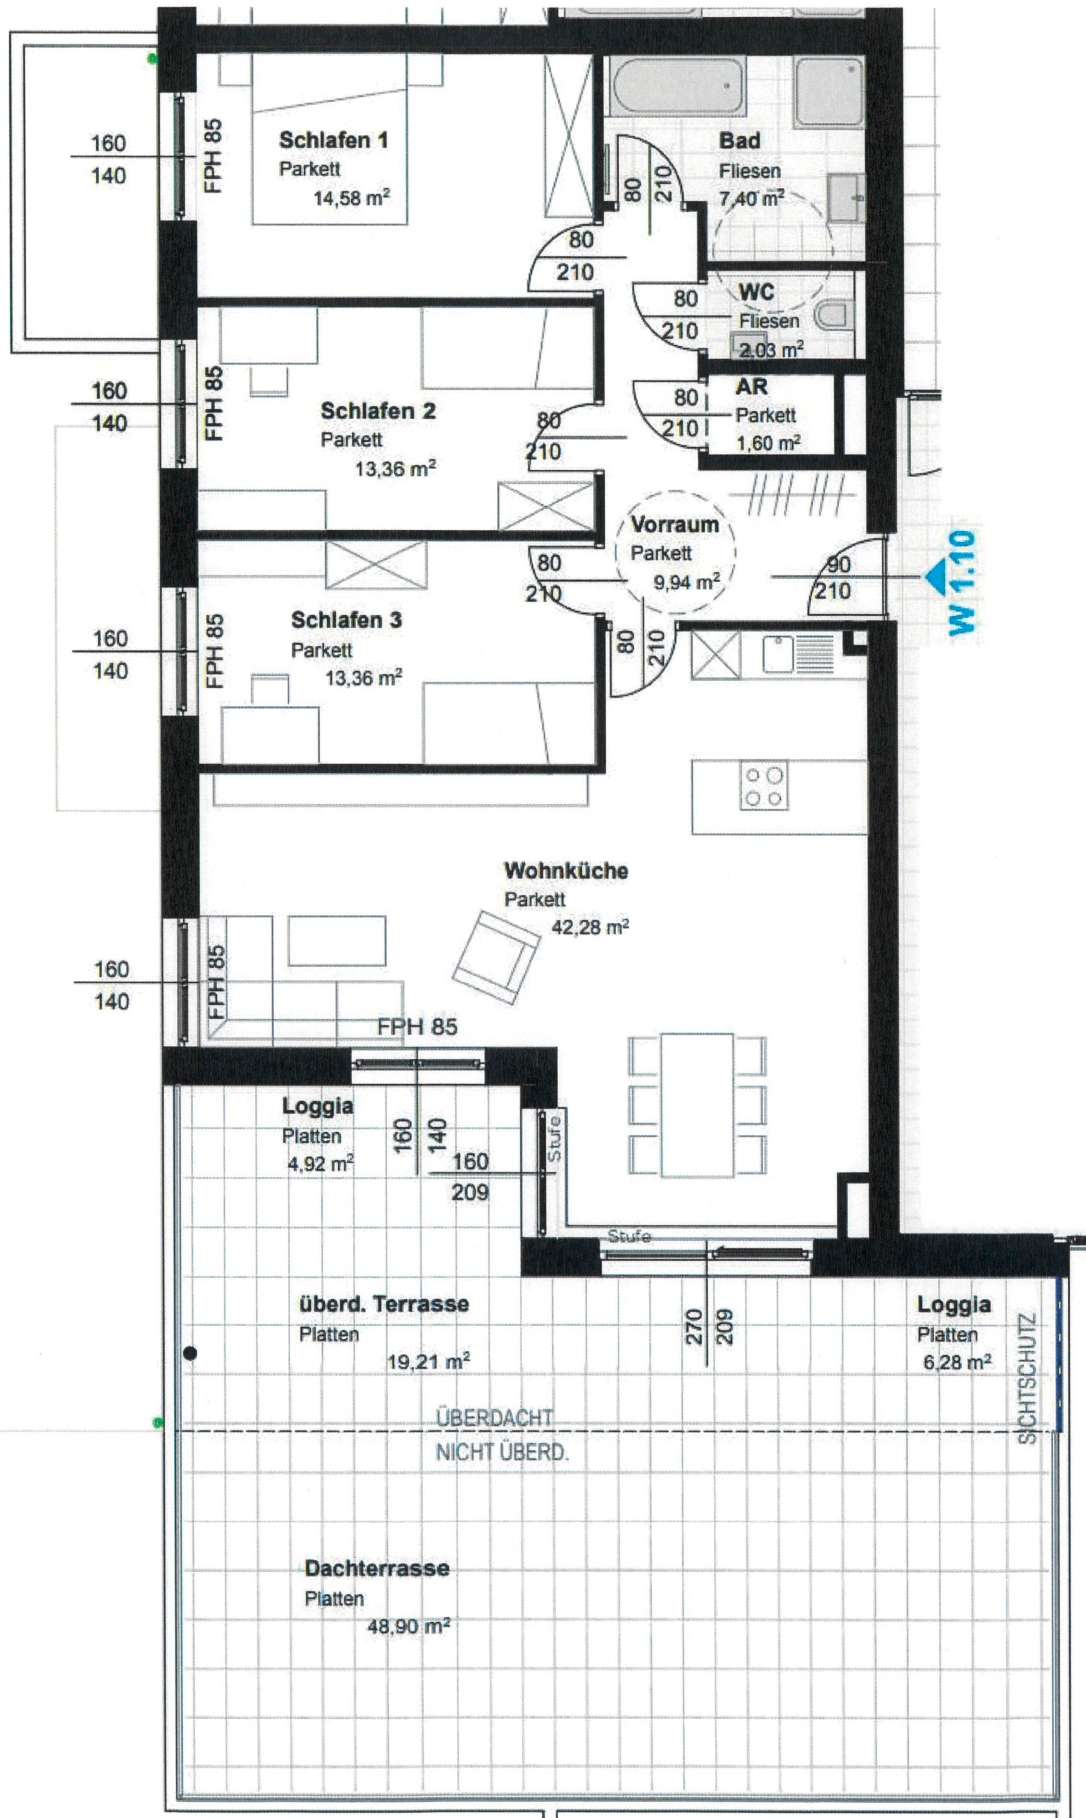 160
140
FPH 85
Schlafen 1
Parkett
14,58 m²
80
210
Bad
Fliesen
7,40 m²
80
210
WC
Fliesen
2.03 m²
80
210
160
140
FPH 85
Schlafen 2
Parkett
13,36 m²
80
210
AR
Parkett
1,60 m²
80
210
Vorraum
Parkett
9,94 m²
90
210
W 1.10
160
140
FPH 85
Schlafen 3
Parkett
13,36 m²
80
210
80
210
Wohnküche
Parkett
42,28 m²
160
140
FPH 85
FPH 85
Loggia
Platten
4,92 m²
160
140
160
209
Stufe
Stufe
überd. Terrasse
Platten
19,21 m²
270
209
Loggia
Platten
6,28 m²
SICHTSCHUTZ
ÜBERDACHT
NICHT ÜBERD.
Dachterrasse
Platten
48,90 m²